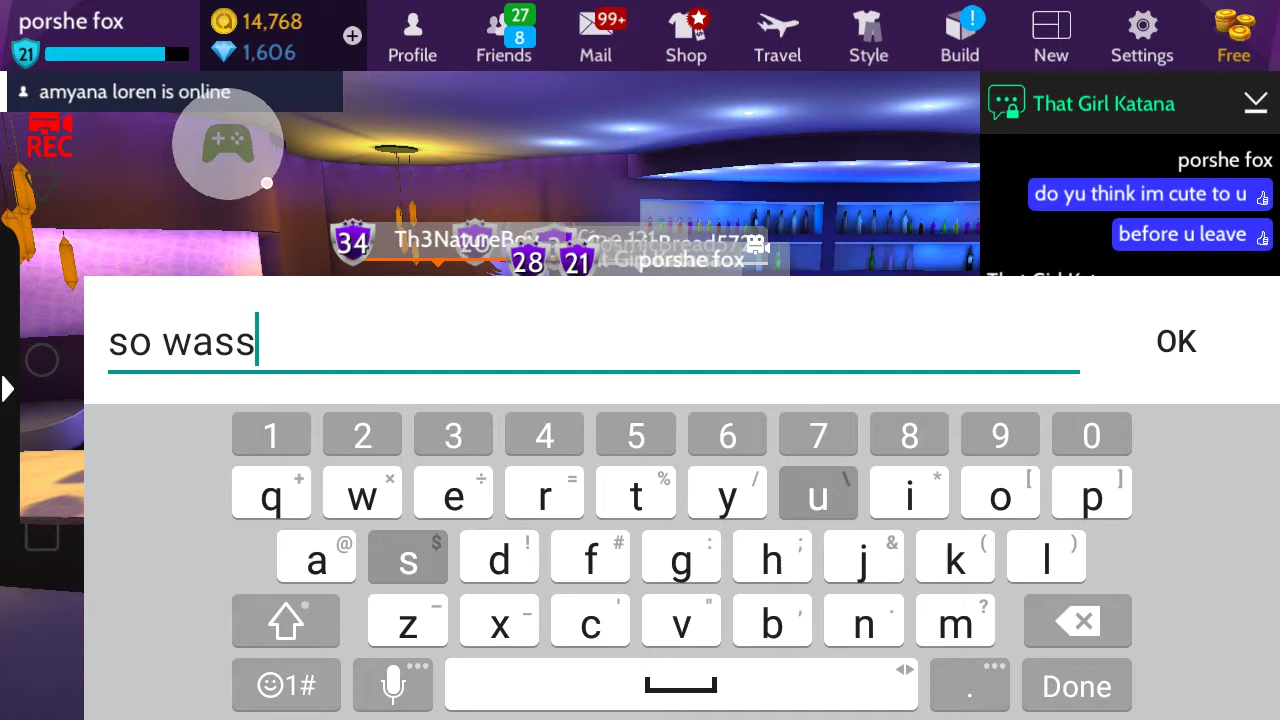 porshe fox
21
14,768
1,606
Profile
27
8
Friends
99+
Mail
Shop
Travel
Style
!
Build
New
Settings
Free
amyana loren is online
REC
That Girl Katana
porshe fox
do yu think im cute to u
before u leave
34
28
21
porshe fox
so wass
OK
1 2 3 4 5 6 7 8 9 0
q + w × e ÷ r = t % y / u \ i * o [ p ]
a @ s $ d ! f # g : h ; j & k ( l )
z – x _ c ' v " b , n . m ?
1# . Done